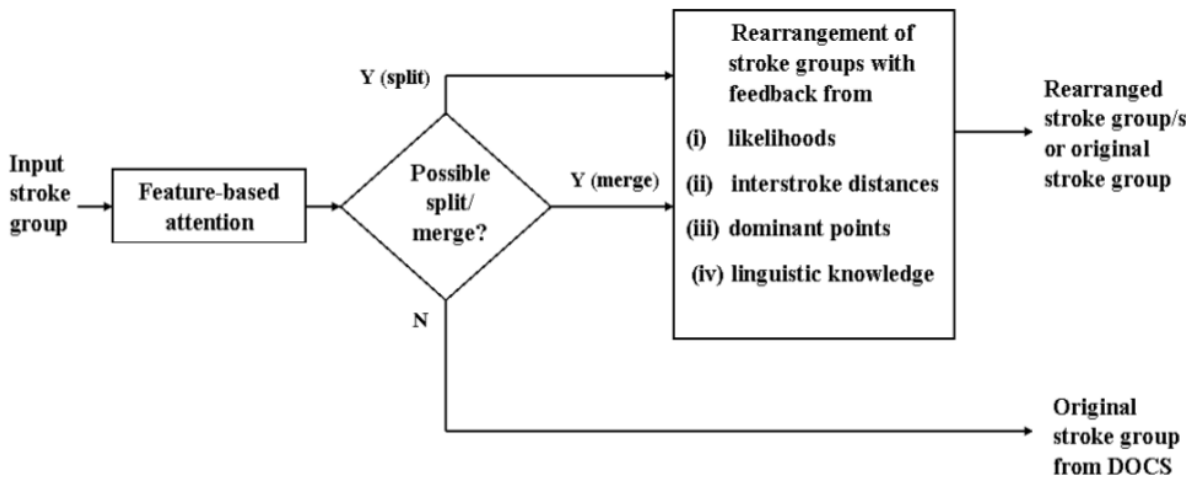 Input
stroke
group
Feature-based
attention
Possible
split/
merge?
Y (split)
Y (merge)
N
Rearrangement of
stroke groups with
feedback from
(i) likelihoods
(ii) interstroke distances
(iii) dominant points
(iv) linguistic knowledge
Rearranged
stroke group/s
or original
stroke group
Original
stroke group
from DOCS